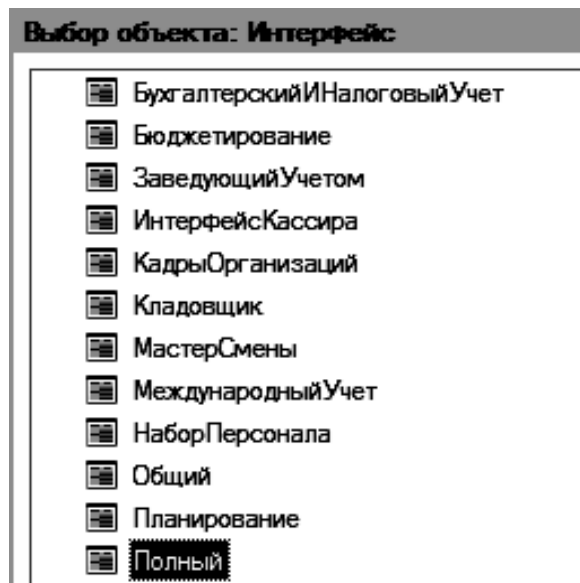 Выбор объекта: Интерфейс
БухгалтерскийИНалоговыйУчет
Бюджетирование
ЗаведующийУчетом
ИнтерфейсКассира
КадрыОрганизаций
Кладовщик
МастерСмены
МеждународныйУчет
НаборПерсонала
Общий
Планирование
Полный